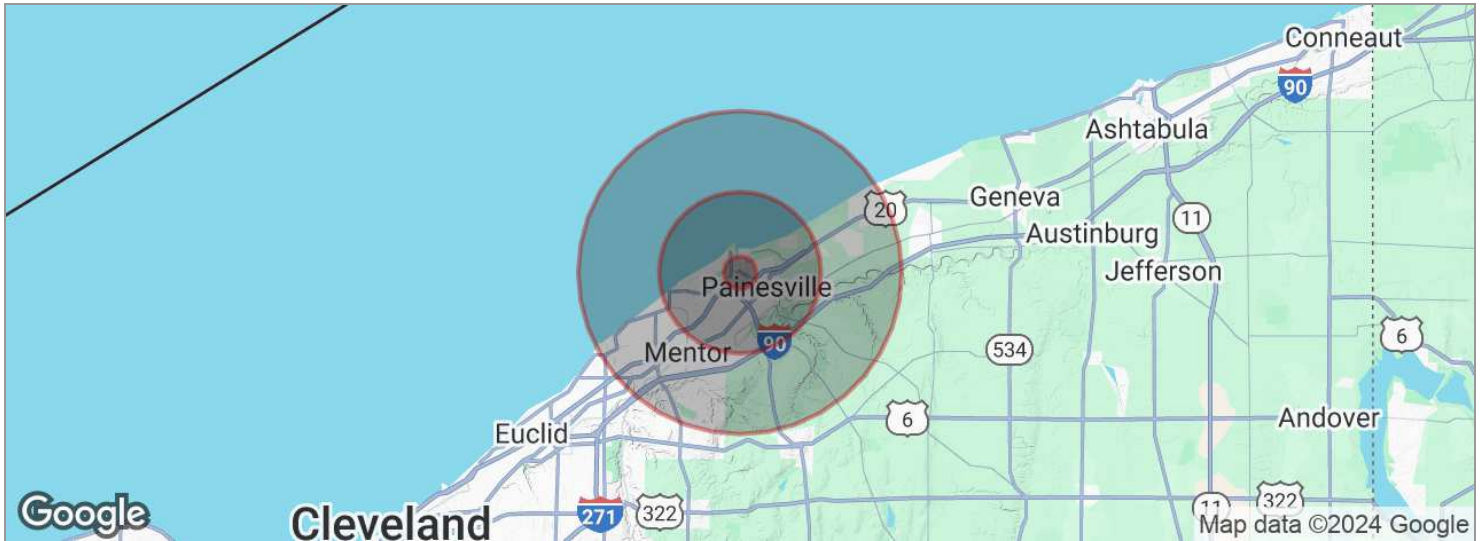 Conneaut
90
Ashtabula
Geneva
20
11
Austinburg
Painesville
Jefferson
6
90
534
Mentor
6
Andover
Euclid
Google
Cleveland
271
322
11
322
Map data ©2024 Google